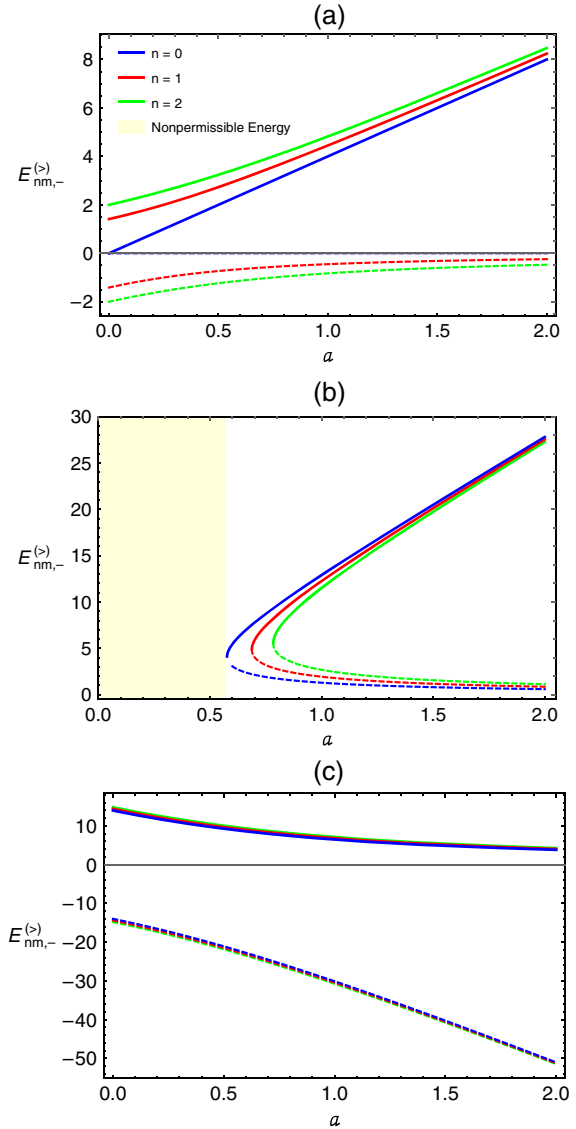 (a)
8
6
4
2
0
−2
n = 0
n = 1
n = 2
Nonpermissible Energy
E^{(>)}_{nm,−}
0.0 0.5 1.0 1.5 2.0
a
(b)
30
25
20
15
10
5
0
E^{(>)}_{nm,−}
0.0 0.5 1.0 1.5 2.0
a
(c)
10
0
−10
−20
−30
−40
−50
E^{(>)}_{nm,−}
0.0 0.5 1.0 1.5 2.0
a